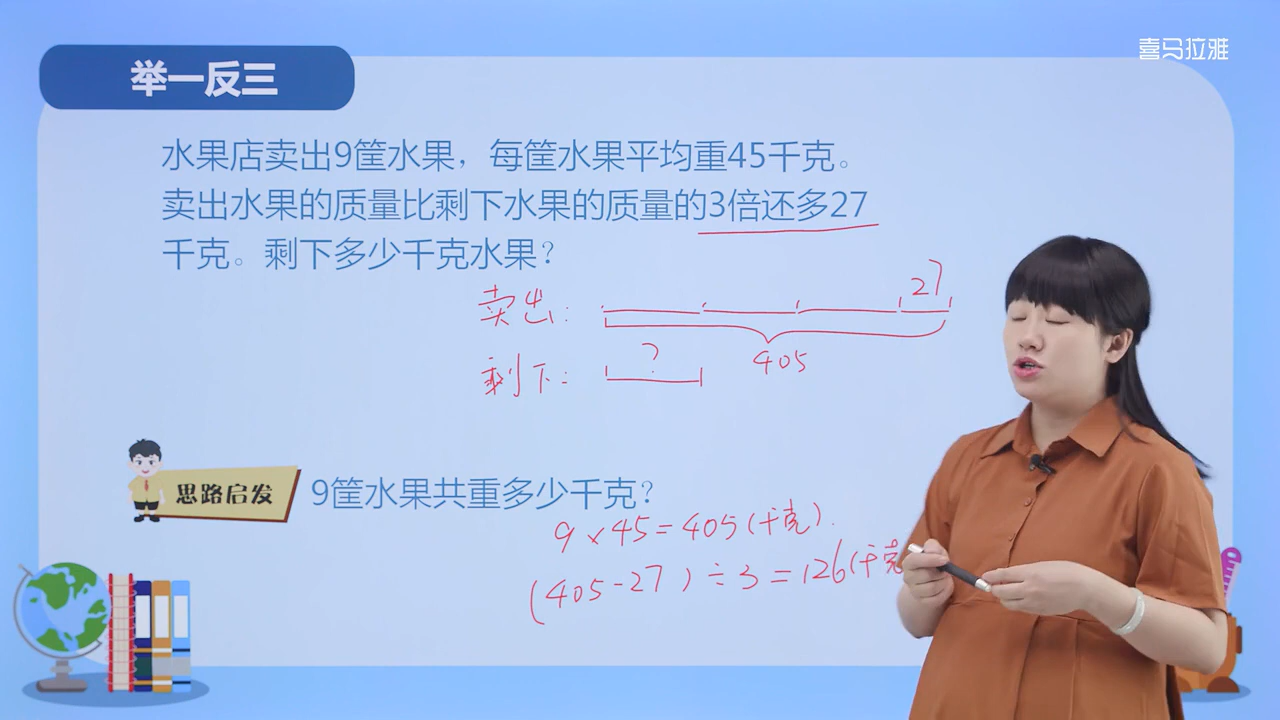 喜马拉雅
举一反三
水果店卖出9筐水果，每筐水果平均重45千克。
卖出水果的质量比剩下水果的质量的3倍还多27
千克。剩下多少千克水果？
27
卖出：
405
?
剩下：
思路启发
9筐水果共重多少千克？
9×45=405(千克).
(405-27)÷3=126(千克